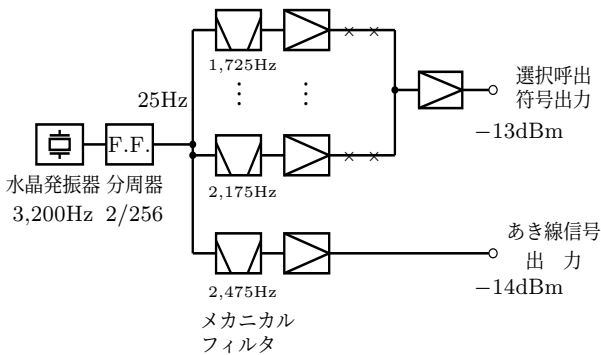 1,725Hz
選択呼出
符号出力
−13dBm
25Hz
F.F.
水晶発振器 分周器
3,200Hz 2/256
2,175Hz
あき線信号
出 力
−14dBm
2,475Hz
メカニカル
フィルタ